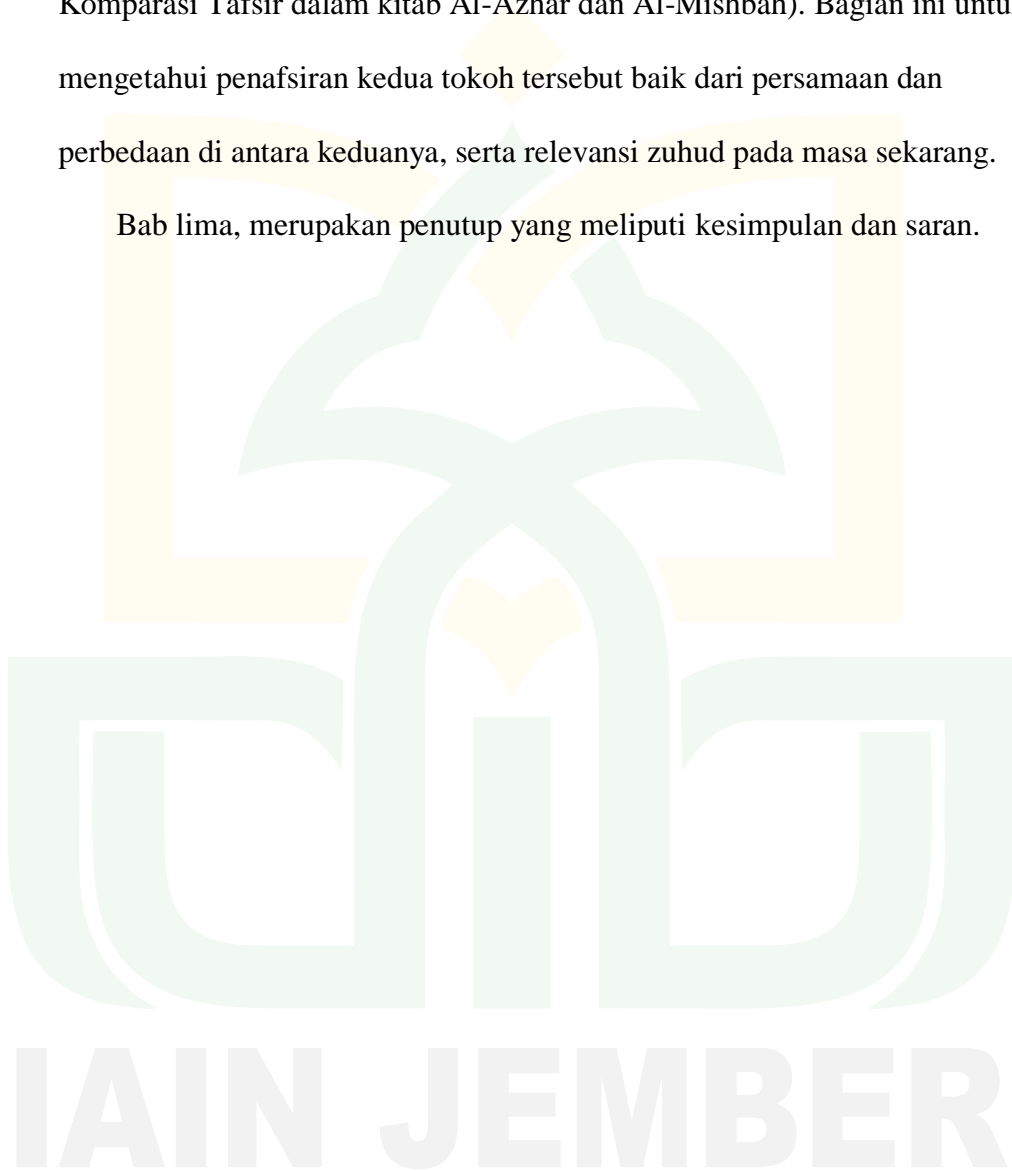 Komparasi Tafsir dalam kitab Al-Azhar dan Al-Mishbah). Bagian ini untu
mengetahui penafsiran kedua tokoh tersebut baik dari persamaan dan
perbedaan di antara keduanya, serta relevansi zuhud pada masa sekarang.
Bab lima, merupakan penutup yang meliputi kesimpulan dan saran.
IAIN JEMBER